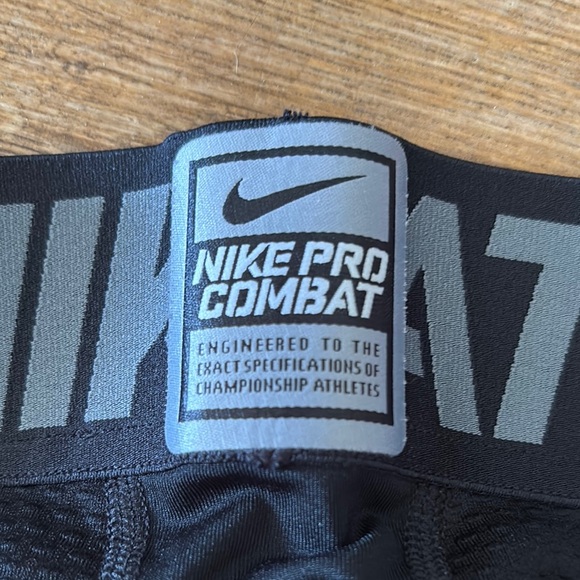 NIKE PRO
COMBAT
ENGINEERED TO THE
EXACT SPECIFICATIONS OF
CHAMPIONSHIP ATHLETES